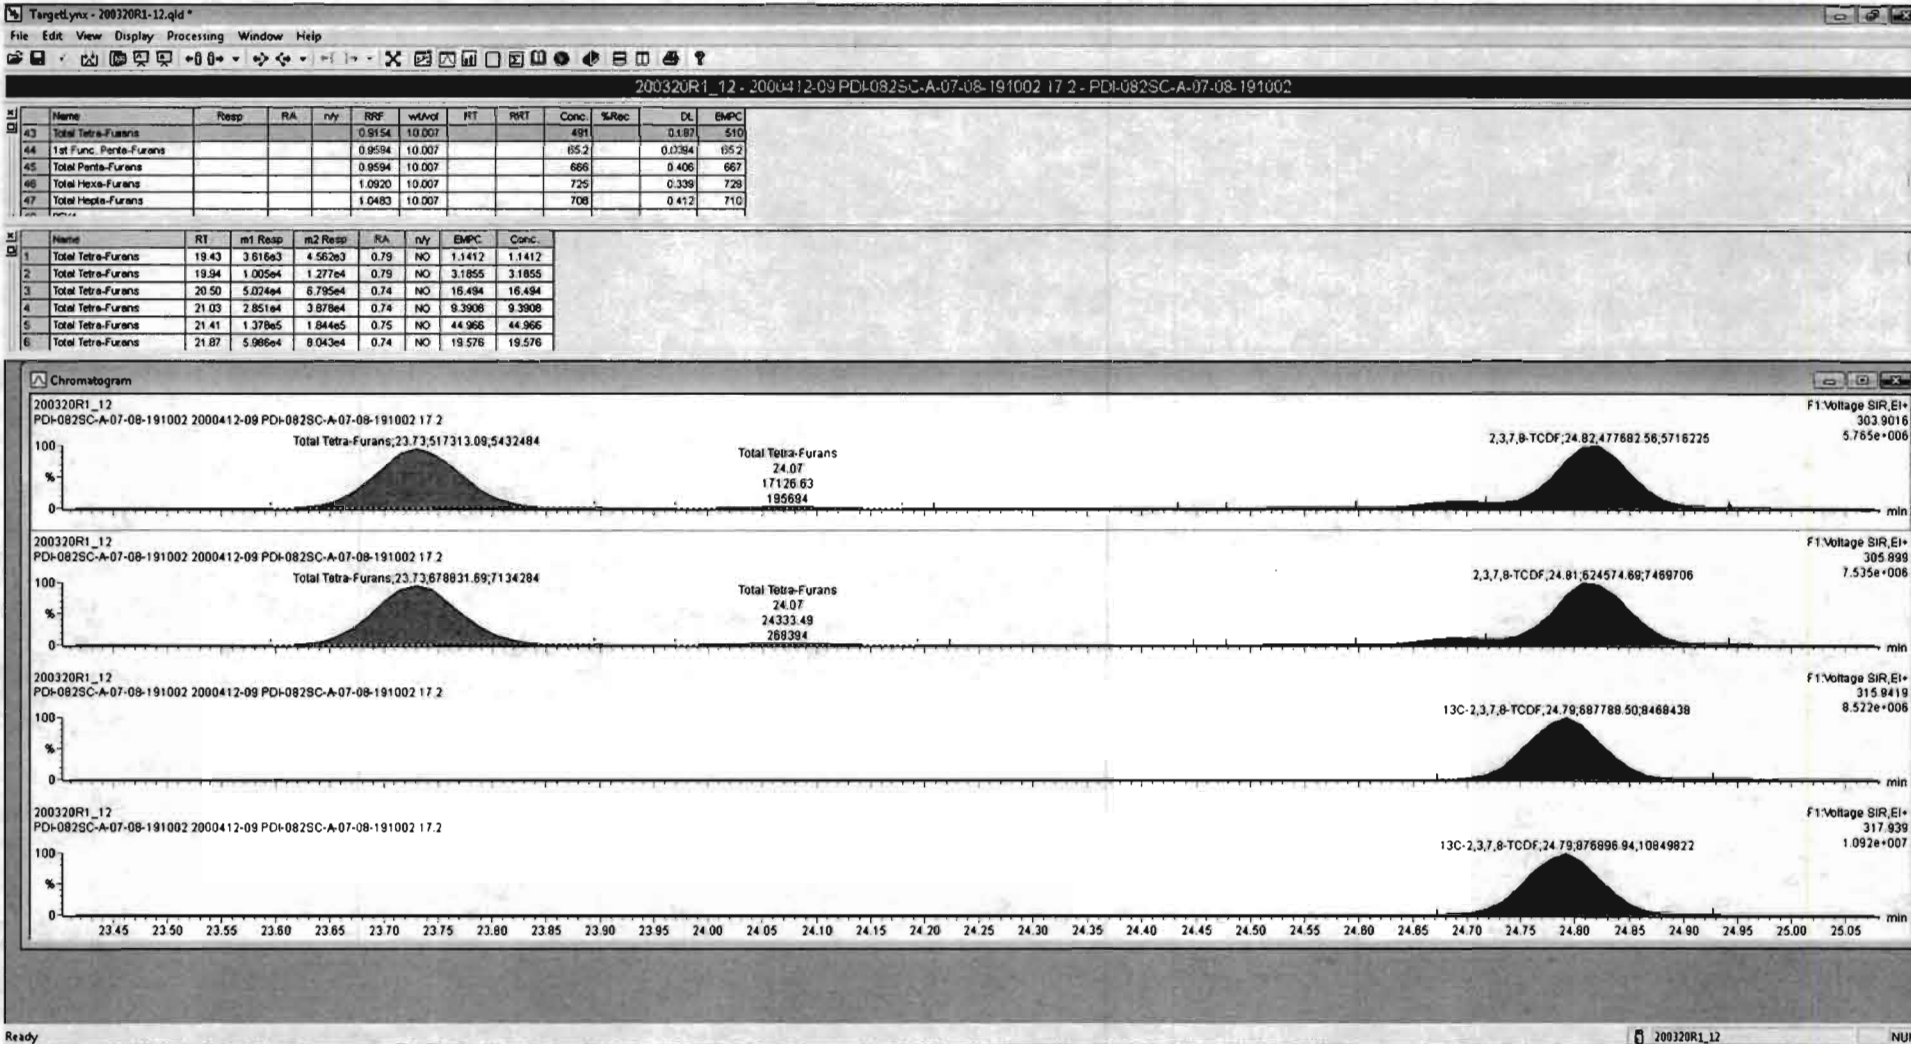 TargetLynx - 200320R1-12.qld *
File Edit View Display Processing Window Help
200320R1_12 - 2000412-09 PDI-082SC-A-07-08-191002 17.2 - PDI-082SC-A-07-08-191002
Name Resp RA n/y RRF wt/vol RT RRT Conc. %Rec DL EMPC
43 Total Tetra-Furans 0.9154 10.007 491 0.187 510
44 1st Func. Penta-Furans 0.9594 10.007 65.2 0.0394 65.2
45 Total Penta-Furans 0.9594 10.007 666 0.406 667
46 Total Hexa-Furans 1.0920 10.007 725 0.339 729
47 Total Hepta-Furans 1.0483 10.007 708 0.412 710
Name RT m1 Resp m2 Resp RA n/y EMPC Conc.
1 Total Tetra-Furans 19.43 3.616e3 4.562e3 0.79 NO 1.1412 1.1412
2 Total Tetra-Furans 19.94 1.005e4 1.277e4 0.79 NO 3.1855 3.1855
3 Total Tetra-Furans 20.50 5.024e4 6.795e4 0.74 NO 16.494 16.494
4 Total Tetra-Furans 21.03 2.851e4 3.878e4 0.74 NO 9.3908 9.3908
5 Total Tetra-Furans 21.41 1.378e5 1.844e5 0.75 NO 44.966 44.966
6 Total Tetra-Furans 21.87 5.986e4 8.043e4 0.74 NO 19.576 19.576
Chromatogram
200320R1_12
PDI-082SC-A-07-08-191002 2000412-09 PDI-082SC-A-07-08-191002 17.2
F1:Voltage SIR,EI+
303.9016
5.765e+006
Total Tetra-Furans;23.73;517313.09;5432484
Total Tetra-Furans
24.07
17126.63
195694
2,3,7,8-TCDF;24.82;477682.56;5716225
100
%
0
min
200320R1_12
PDI-082SC-A-07-08-191002 2000412-09 PDI-082SC-A-07-08-191002 17.2
F1:Voltage SIR,EI+
305.899
7.535e+006
Total Tetra-Furans;23.73;678831.69;7134284
Total Tetra-Furans
24.07
24333.49
268394
2,3,7,8-TCDF;24.81;624574.69;7469706
100
%
0
min
200320R1_12
PDI-082SC-A-07-08-191002 2000412-09 PDI-082SC-A-07-08-191002 17.2
F1:Voltage SIR,EI+
315.9419
8.522e+006
13C-2,3,7,8-TCDF;24.79;687788.50;8468438
100
%
0
min
200320R1_12
PDI-082SC-A-07-08-191002 2000412-09 PDI-082SC-A-07-08-191002 17.2
F1:Voltage SIR,EI+
317.939
1.092e+007
13C-2,3,7,8-TCDF;24.79;876896.94;10849822
100
%
0
min
23.45 23.50 23.55 23.60 23.65 23.70 23.75 23.80 23.85 23.90 23.95 24.00 24.05 24.10 24.15 24.20 24.25 24.30 24.35 24.40 24.45 24.50 24.55 24.60 24.65 24.70 24.75 24.80 24.85 24.90 24.95 25.00 25.05
Ready
200320R1_12